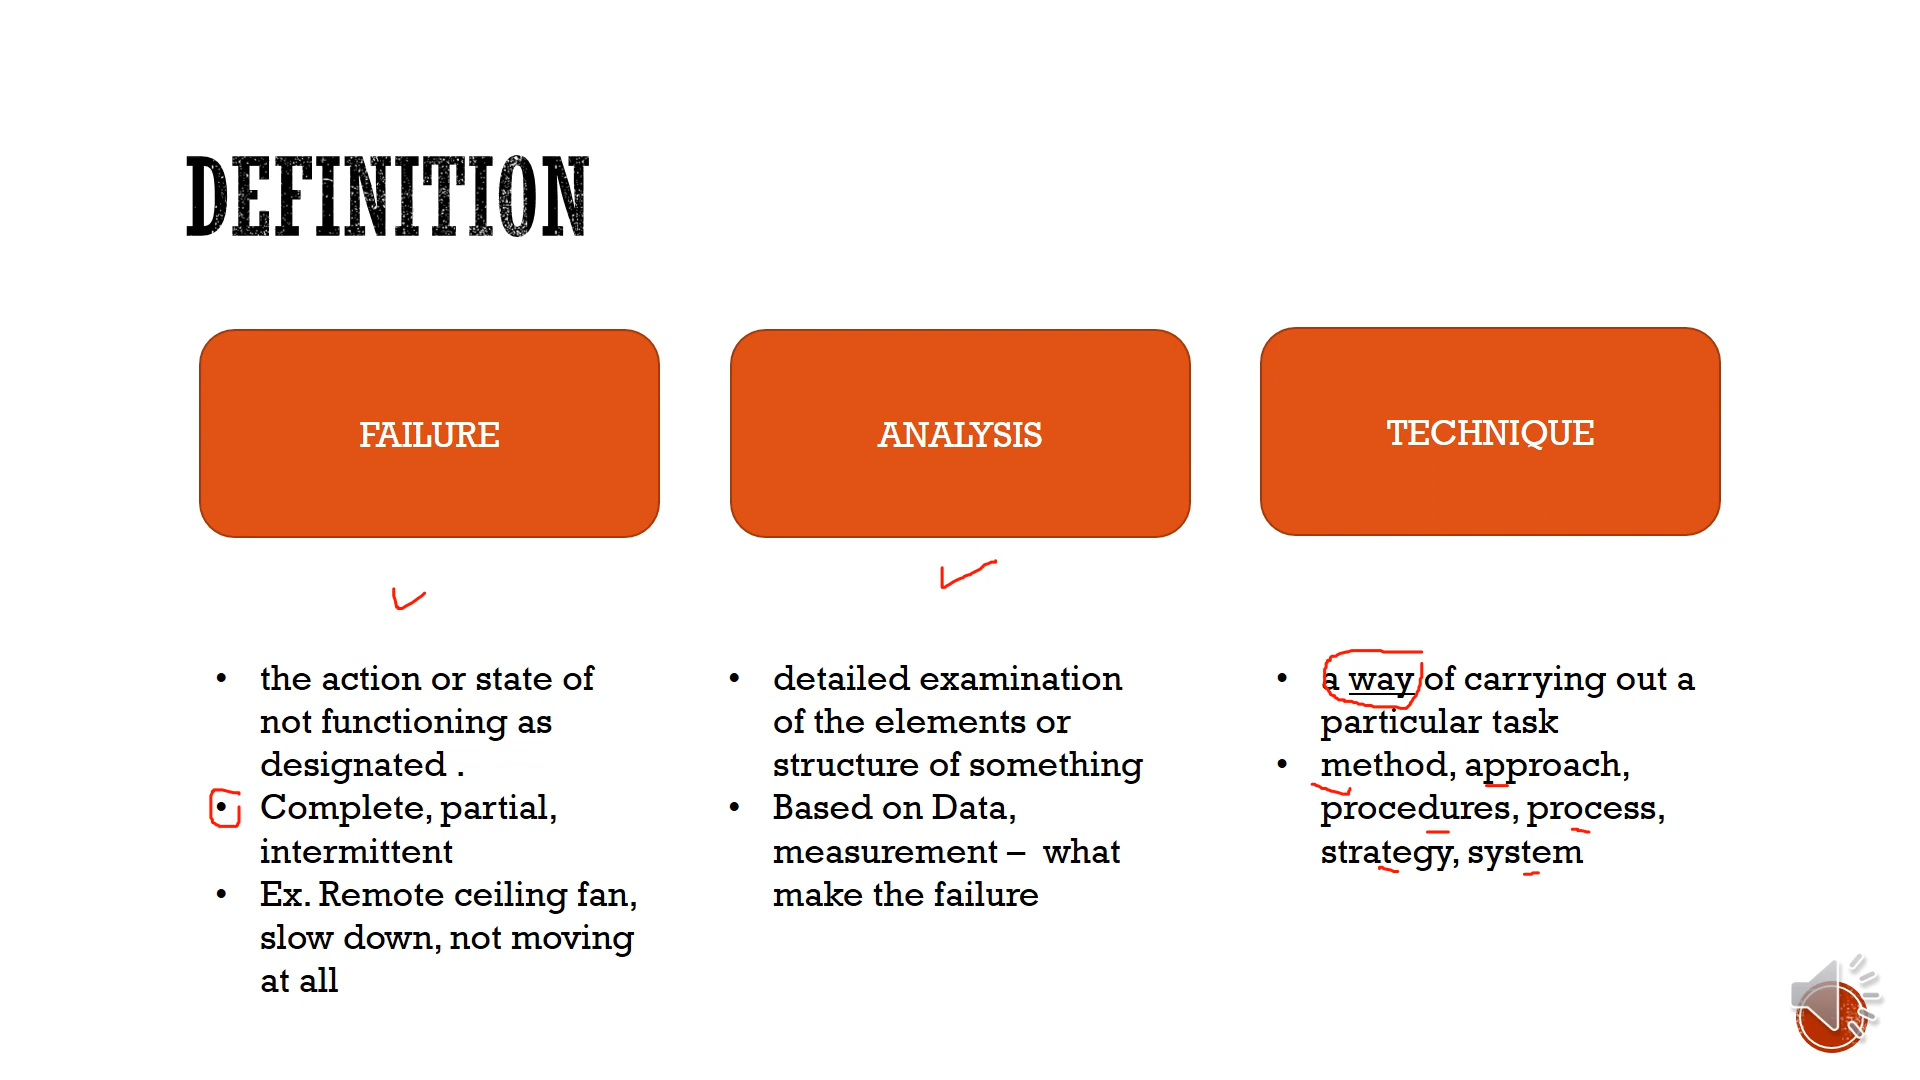 DEFINITION
FAILURE
ANALYSIS
TECHNIQUE
• the action or state of
not functioning as
designated .
• Complete, partial,
intermittent
• Ex. Remote ceiling fan,
slow down, not moving
at all
• detailed examination
of the elements or
structure of something
• Based on Data,
measurement – what
make the failure
• a way of carrying out a
particular task
• method, approach,
procedures, process,
strategy, system